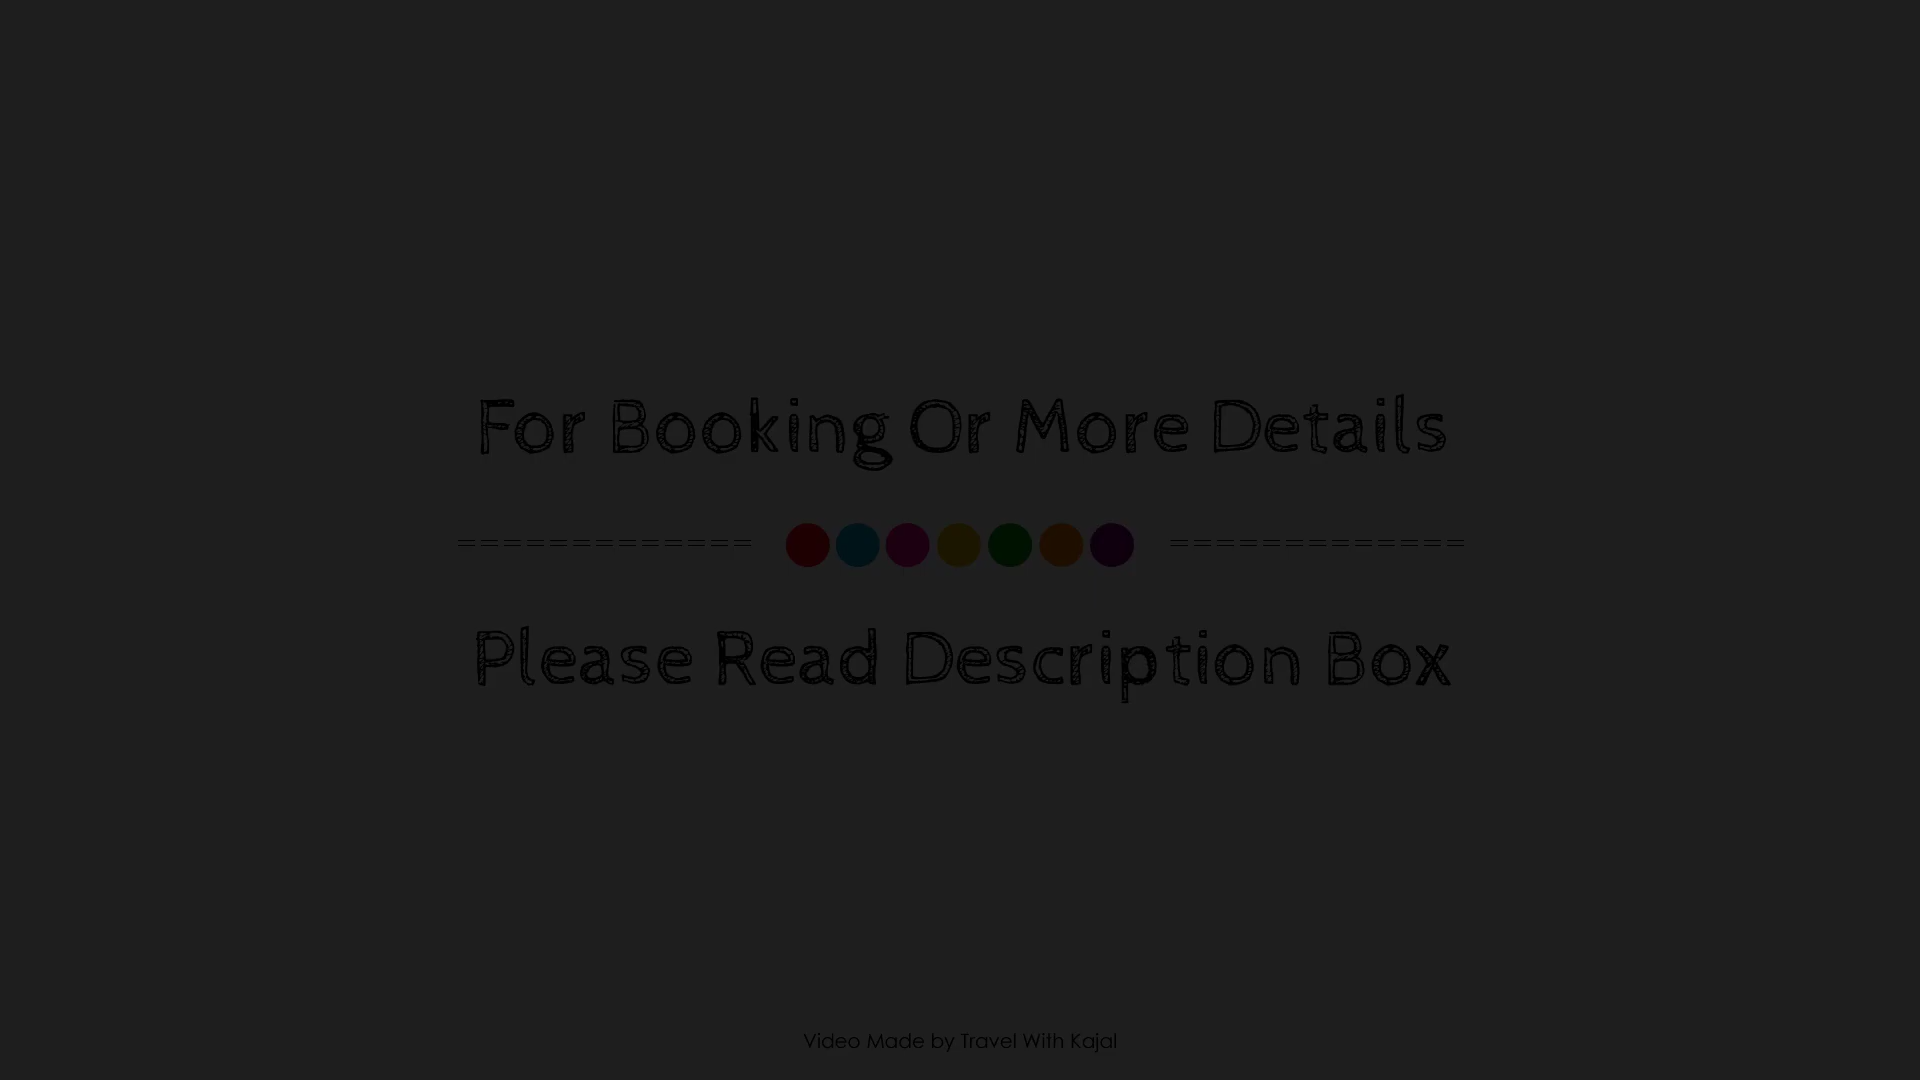 For Booking Or More Details
============= =============
Please Read Description Box
Video Made by Travel With Kajal